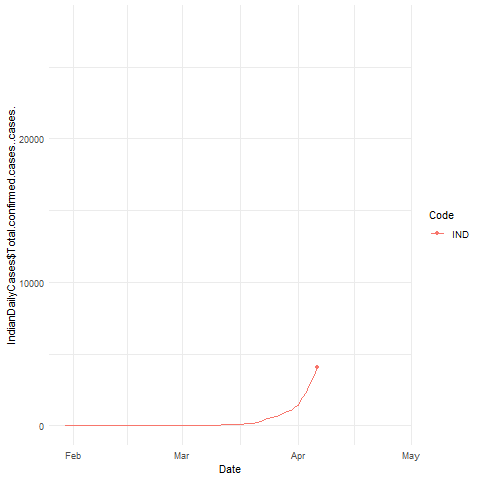 20000
10000
0
Feb
Mar
Apr
May
Date
IndianDailyCases$Total.confirmed.cases..cases.
Code
IND